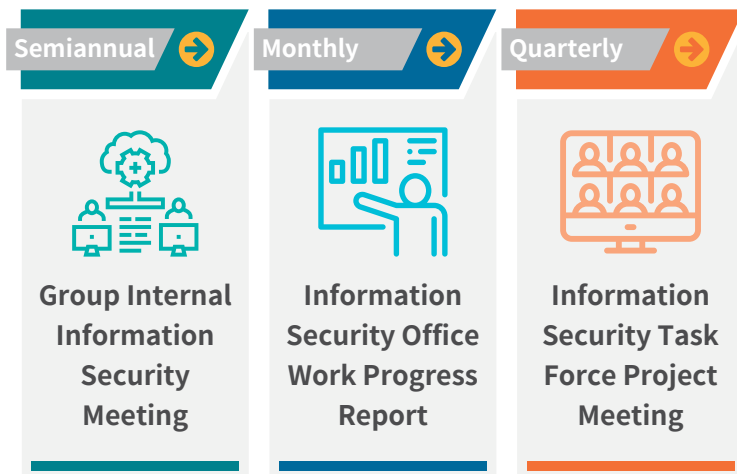 Semiannual
Group Internal
Information
Security
Meeting
Monthly
Information
Security Office
Work Progress
Report
Quarterly
Information
Security Task
Force Project
Meeting